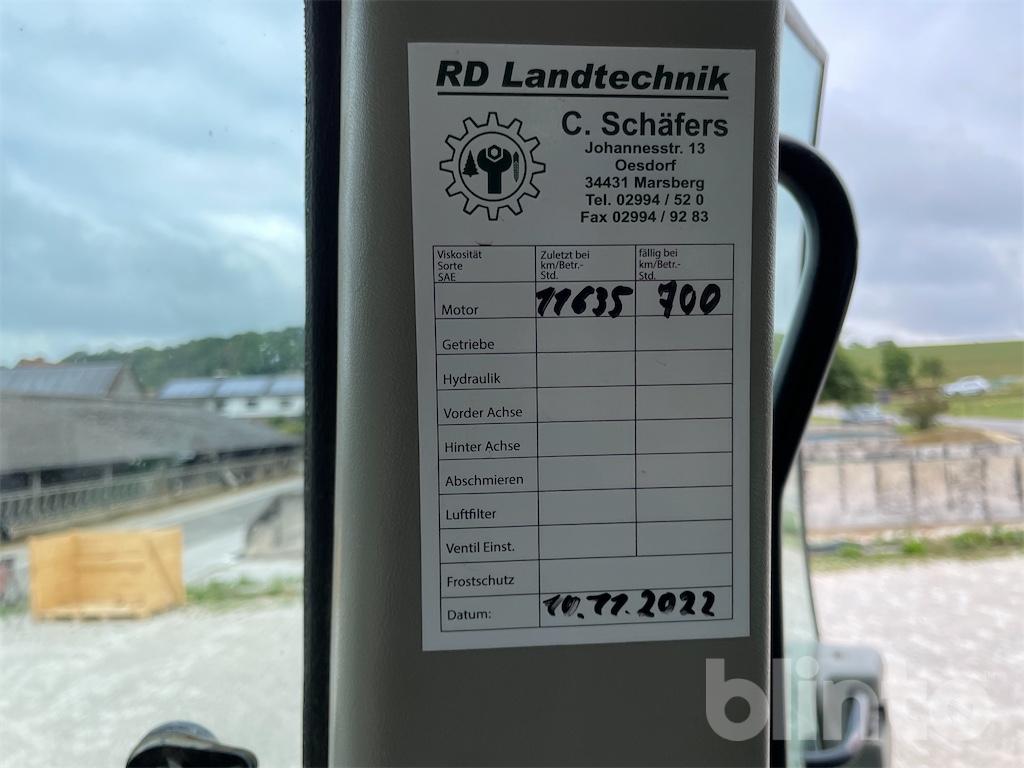 RD Landtechnik
C. Schäfers
Johannesstr. 13
Oesdorf
34431 Marsberg
Tel. 02994 / 52 0
Fax 02994 / 92 83
Viskosität Sorte SAE Zuletzt bei km/Betr.- Std. fällig bei km/Betr.- Std.
Motor 11635 700
Getriebe
Hydraulik
Vorder Achse
Hinter Achse
Abschmieren
Luftfilter
Ventil Einst.
Frostschutz
Datum: 10.11.2022
blinto